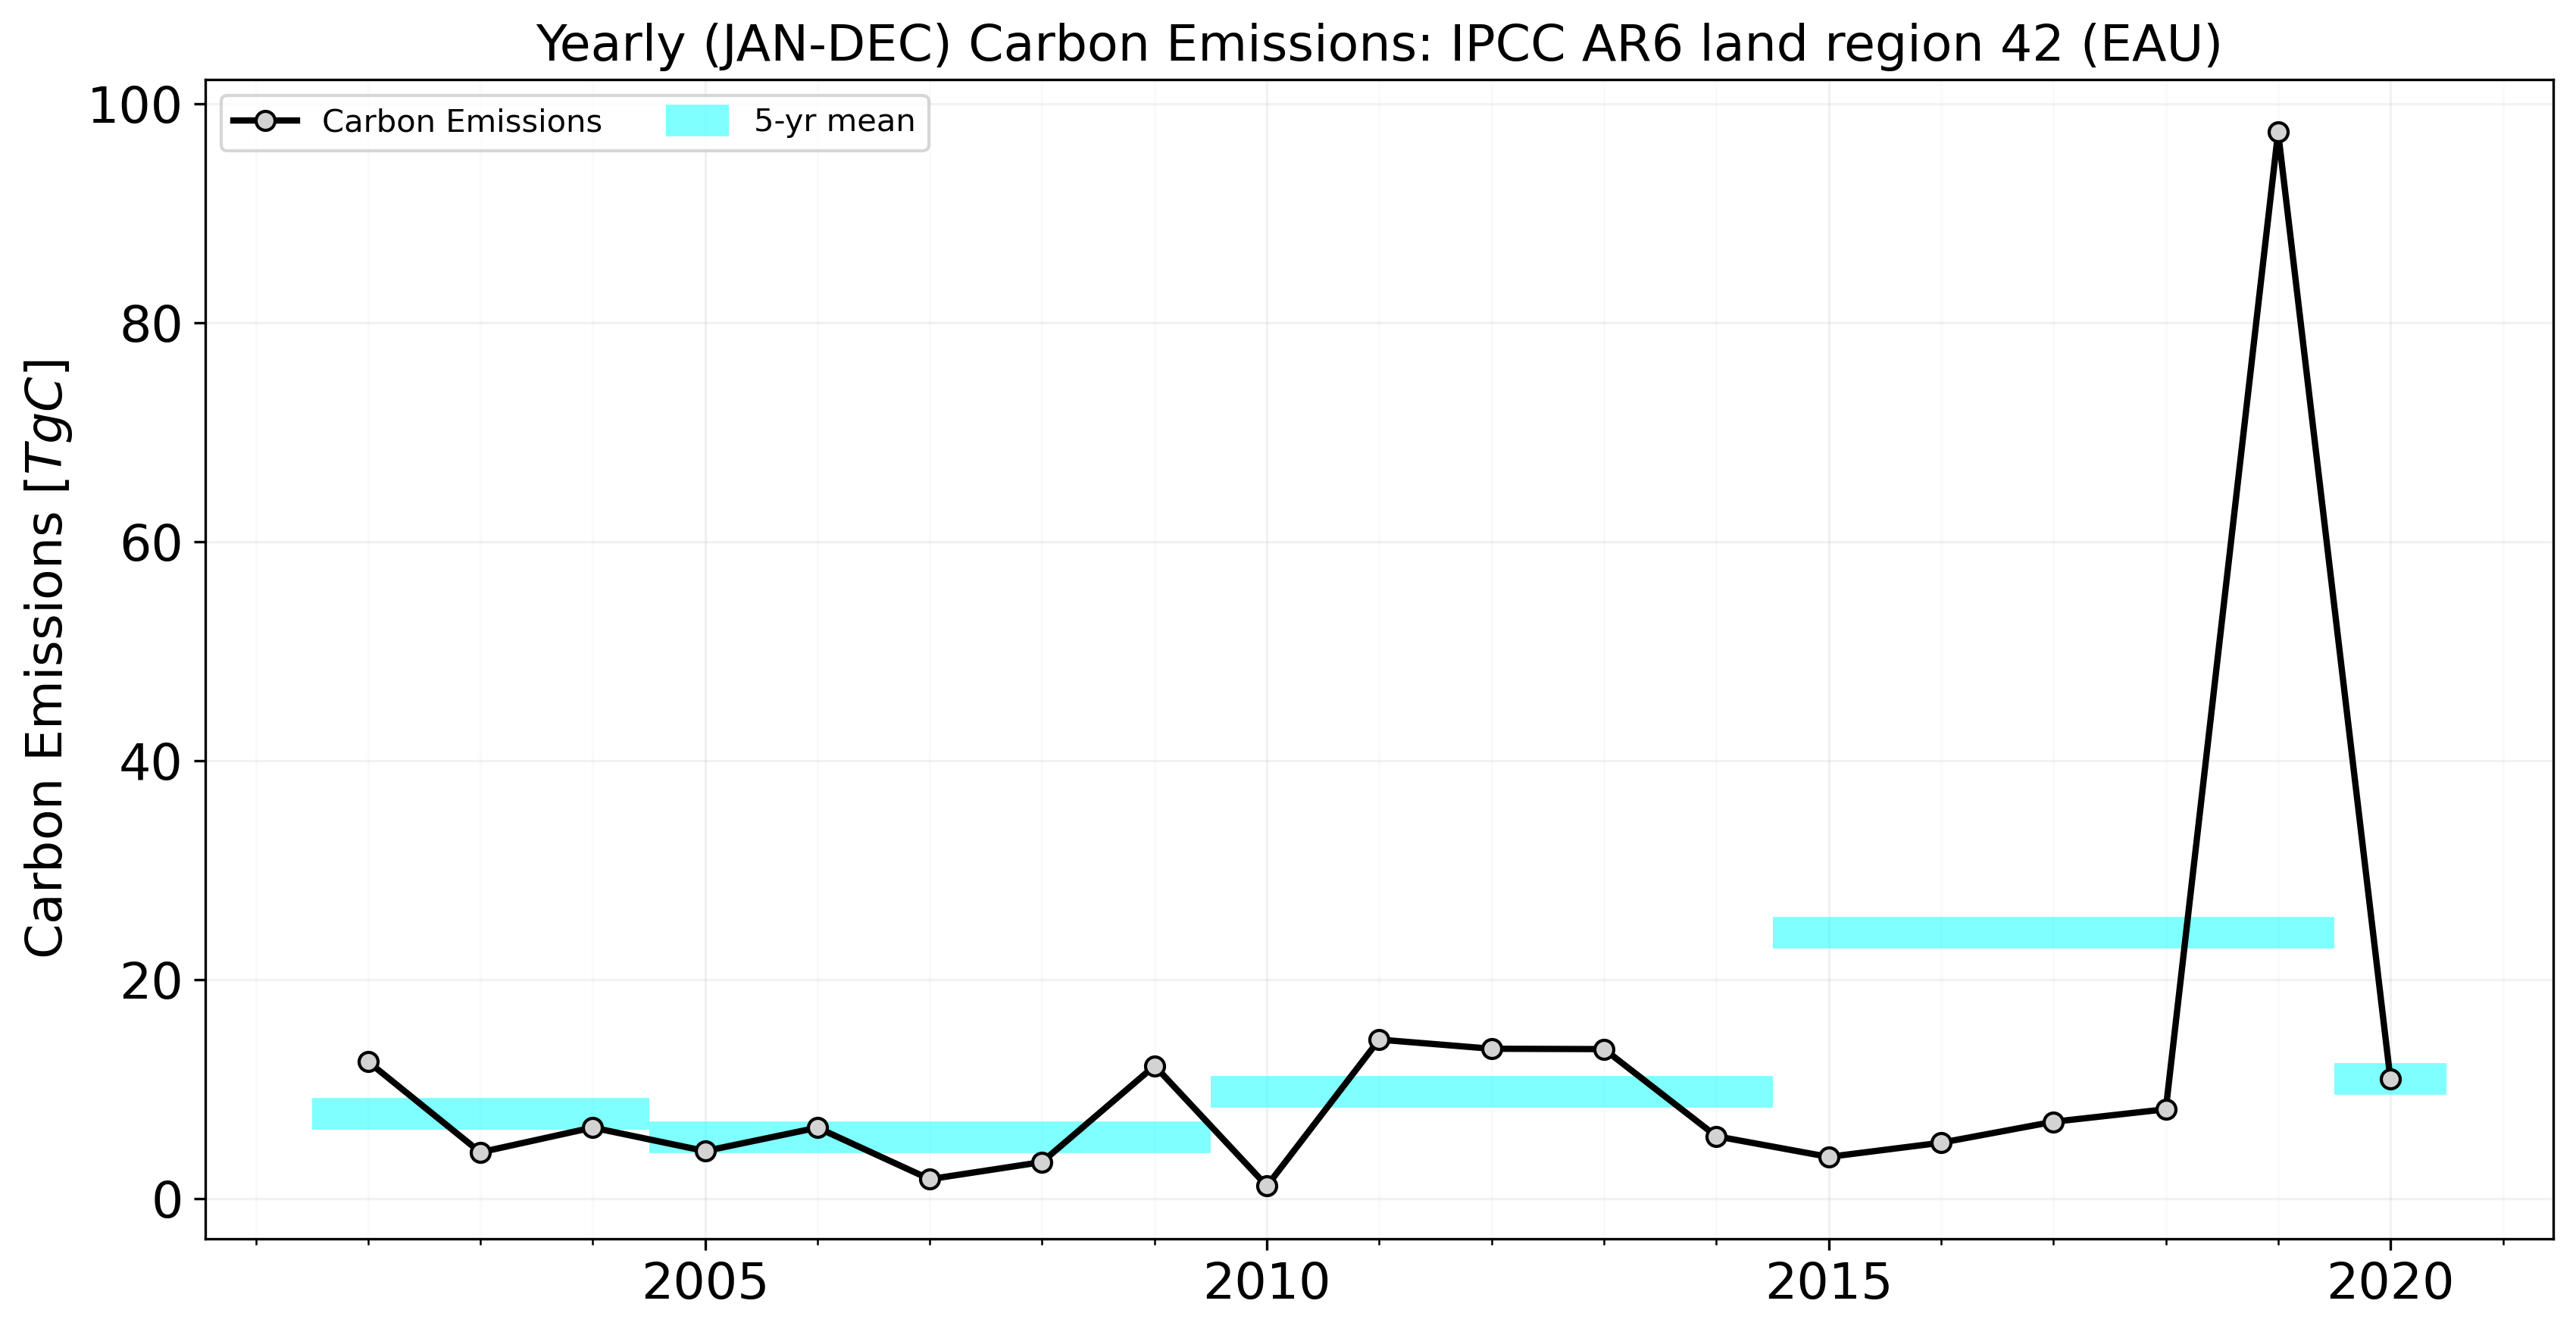 Yearly (JAN-DEC) Carbon Emissions: IPCC AR6 land region 42 (EAU)
Carbon Emissions
5-yr mean
Carbon Emissions [TgC]
100
80
60
40
20
0
2005
2010
2015
2020